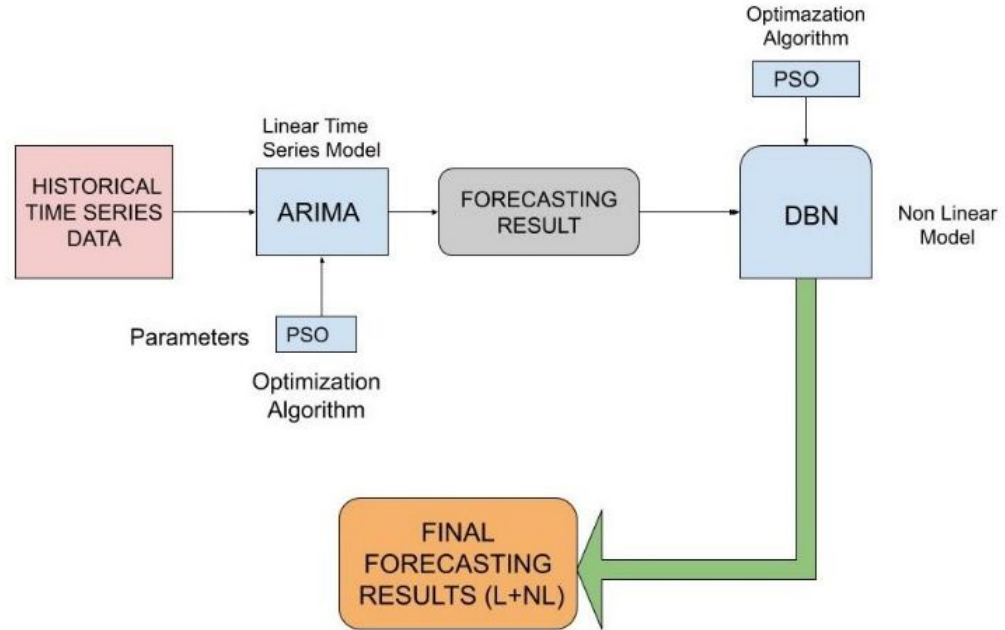 Optimazation
Algorithm
PSO
Linear Time
Series Model
HISTORICAL
TIME SERIES
DATA
ARIMA
FORECASTING
RESULT
DBN
Non Linear
Model
Parameters
PSO
Optimization
Algorithm
FINAL
FORECASTING
RESULTS (L+NL)